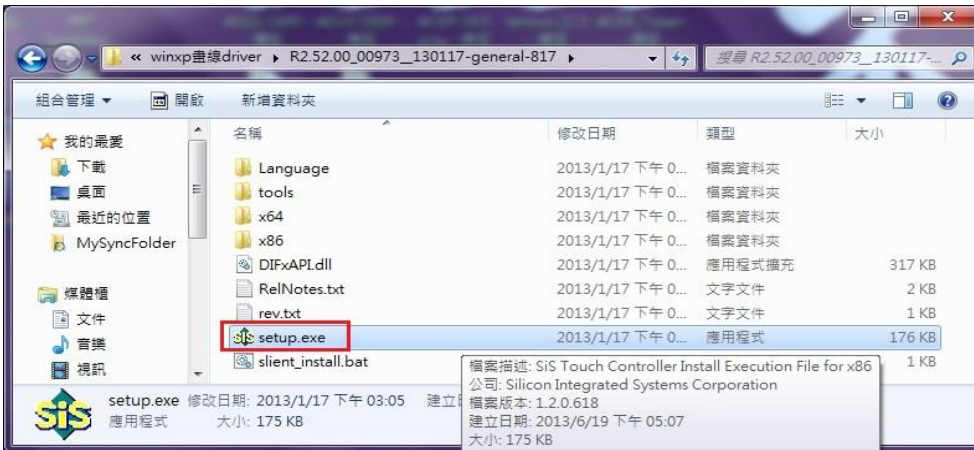 « winxp畫線driver ▸ R2.52.00_00973__130117-general-817 ▸
搜尋 R2.52.00_00973__130117-...
組合管理 開啟 新增資料夾
我的最愛
下載
桌面
最近的位置
MySyncFolder
媒體櫃
文件
音樂
視訊
名稱 修改日期 類型 大小
Language 2013/1/17 下午 0... 檔案資料夾
tools 2013/1/17 下午 0... 檔案資料夾
x64 2013/1/17 下午 0... 檔案資料夾
x86 2013/1/17 下午 0... 檔案資料夾
DIFxAPI.dll 2013/1/17 下午 0... 應用程式擴充 317 KB
RelNotes.txt 2013/1/17 下午 0... 文字文件 2 KB
rev.txt 2013/1/17 下午 0... 文字文件 1 KB
setup.exe 2013/1/17 下午 0... 應用程式 176 KB
slient_install.bat 1 KB
檔案描述: SiS Touch Controller Install Execution File for x86
公司: Silicon Integrated Systems Corporation
檔案版本: 1.2.0.618
建立日期: 2013/6/19 下午 05:07
大小: 175 KB
SiS
setup.exe 修改日期: 2013/1/17 下午 03:05 建立
應用程式 大小: 175 KB